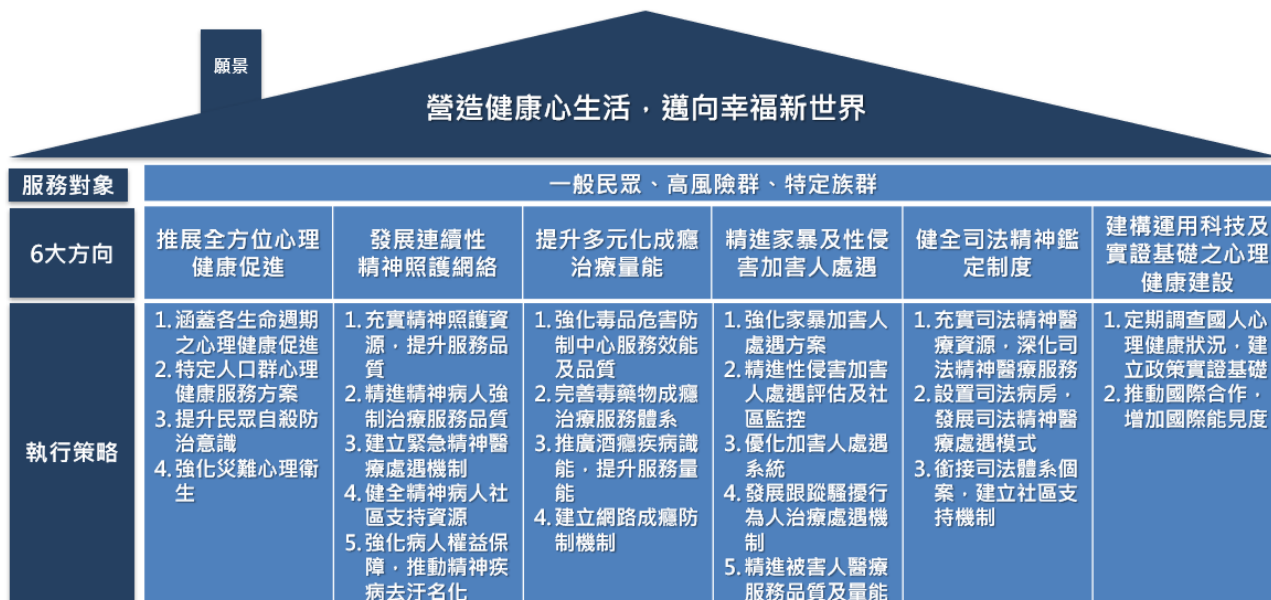 願景
營造健康心生活，邁向幸福新世界
服務對象
一般民眾、高風險群、特定族群
6大方向
推展全方位心理
健康促進
發展連續性
精神照護網絡
提升多元化成癮
治療量能
精進家暴及性侵
害加害人處遇
健全司法精神鑑
定制度
建構運用科技及
實證基礎之心理
健康建設
執行策略
1.涵蓋各生命週期
之心理健康促進
2.特定人口群心理
健康服務方案
3.提升民眾自殺防
治意識
4.強化災難心理衛
生
1.充實精神照護資
源，提升服務品
質
2.精進精神病人強
制治療服務品質
3.建立緊急精神醫
療處遇機制
4.健全精神病人社
區支持資源
5.強化病人權益保
障，推動精神疾
病去汙名化
1.強化毒品危害防
制中心服務效能
及品質
2.完善毒藥物成癮
治療服務體系
3.推廣酒癮疾病識
能，提升服務量
能
4.建立網路成癮防
制機制
1.強化家暴加害人
處遇方案
2.精進性侵害加害
人處遇評估及社
區監控
3.優化加害人處遇
系統
4.發展跟蹤騷擾行
為人治療處遇機
制
5.精進被害人醫療
服務品質及量能
1.充實司法精神醫
療資源，深化司
法精神醫療服務
2.設置司法病房，
發展司法精神醫
療處遇模式
3.銜接司法體系個
案，建立社區支
持機制
1.定期調查國人心
理健康狀況，建
立政策實證基礎
2.推動國際合作，
增加國際能見度